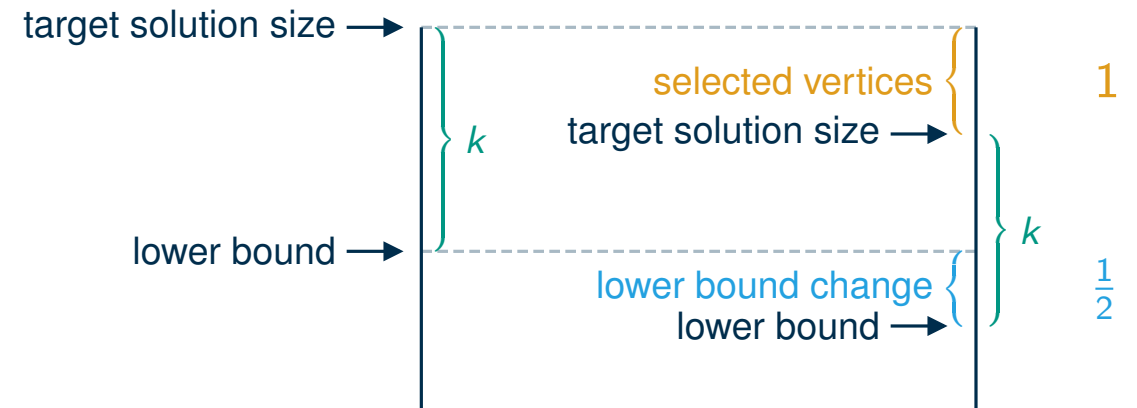 target solution size
selected vertices
1
target solution size
k
k
lower bound
lower bound change
1/2
lower bound